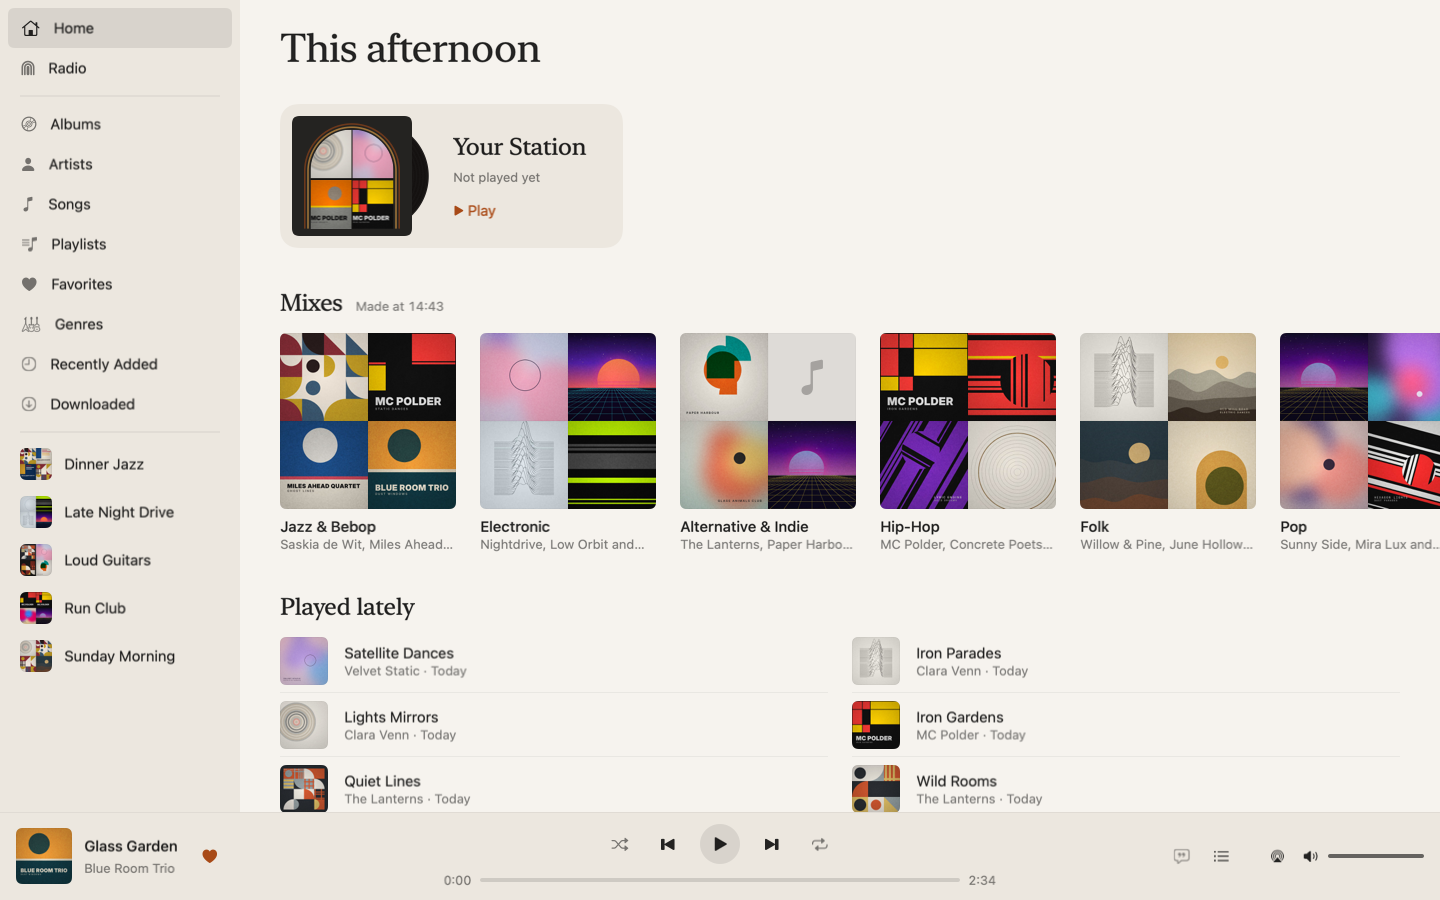 Home
Radio
Albums
Artists
Songs
Playlists
Favorites
Genres
Recently Added
Downloaded
Dinner Jazz
Late Night Drive
Loud Guitars
Run Club
Sunday Morning
This afternoon
MC POLDER
MC POLDER
Your Station
Not played yet
Play
Mixes
Made at 14:43
MC POLDER
STATIC DANCES
MILES AHEAD QUARTET
BLUE ROOM TRIO
Jazz & Bebop
Saskia de Wit, Miles Ahead...
Electronic
Nightdrive, Low Orbit and...
PAPER HARBOUR
Alternative & Indie
The Lanterns, Paper Harbo...
MC POLDER
IRON GARDENS
Hip-Hop
MC Polder, Concrete Poets...
Folk
Willow & Pine, June Hollow...
Pop
Sunny Side, Mira Lux and...
Played lately
Satellite Dances
Velvet Static · Today
Iron Parades
Clara Venn · Today
Lights Mirrors
Clara Venn · Today
MC POLDER
Iron Gardens
MC Polder · Today
Quiet Lines
The Lanterns · Today
Wild Rooms
The Lanterns · Today
BLUE ROOM TRIO
Glass Garden
Blue Room Trio
0:00
2:34